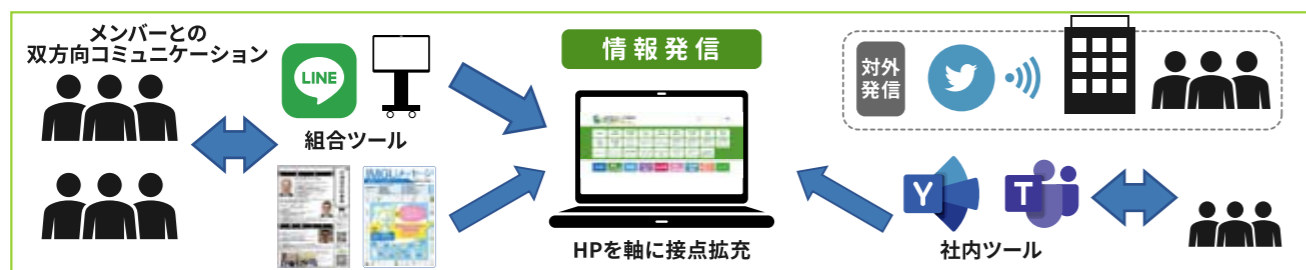 メンバーとの
双方向コミュニケーション
LINE
組合ツール
情報発信
HPを軸に接点拡充
対外
発信
Y
T
社内ツール